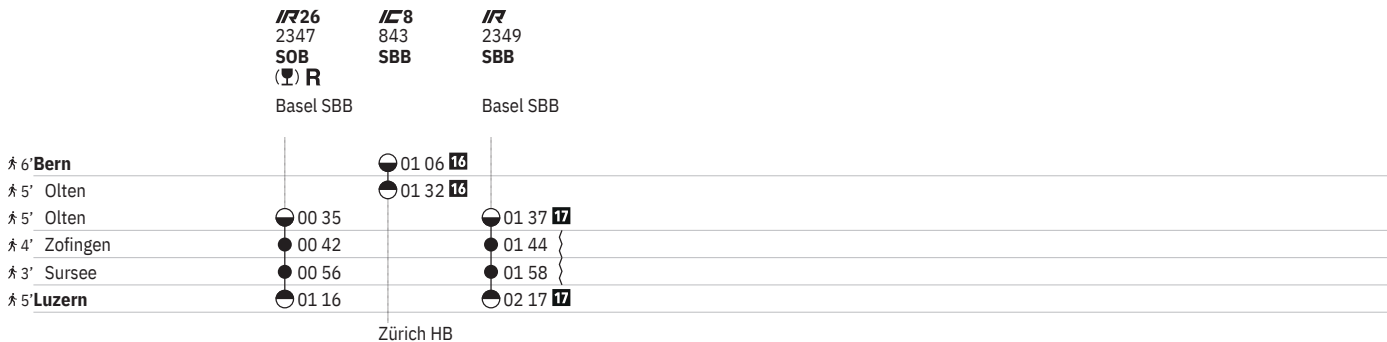 IR26 IC8 IR
2347 843 2349
SOB SBB SBB
R
Basel SBB Basel SBB
6’ Bern 01 06 16
5’ Olten 01 32 16
5’ Olten 00 35 01 37 17
4’ Zofingen 00 42 01 44
3’ Sursee 00 56 01 58
5’ Luzern 01 16 02 17 17
Zürich HB